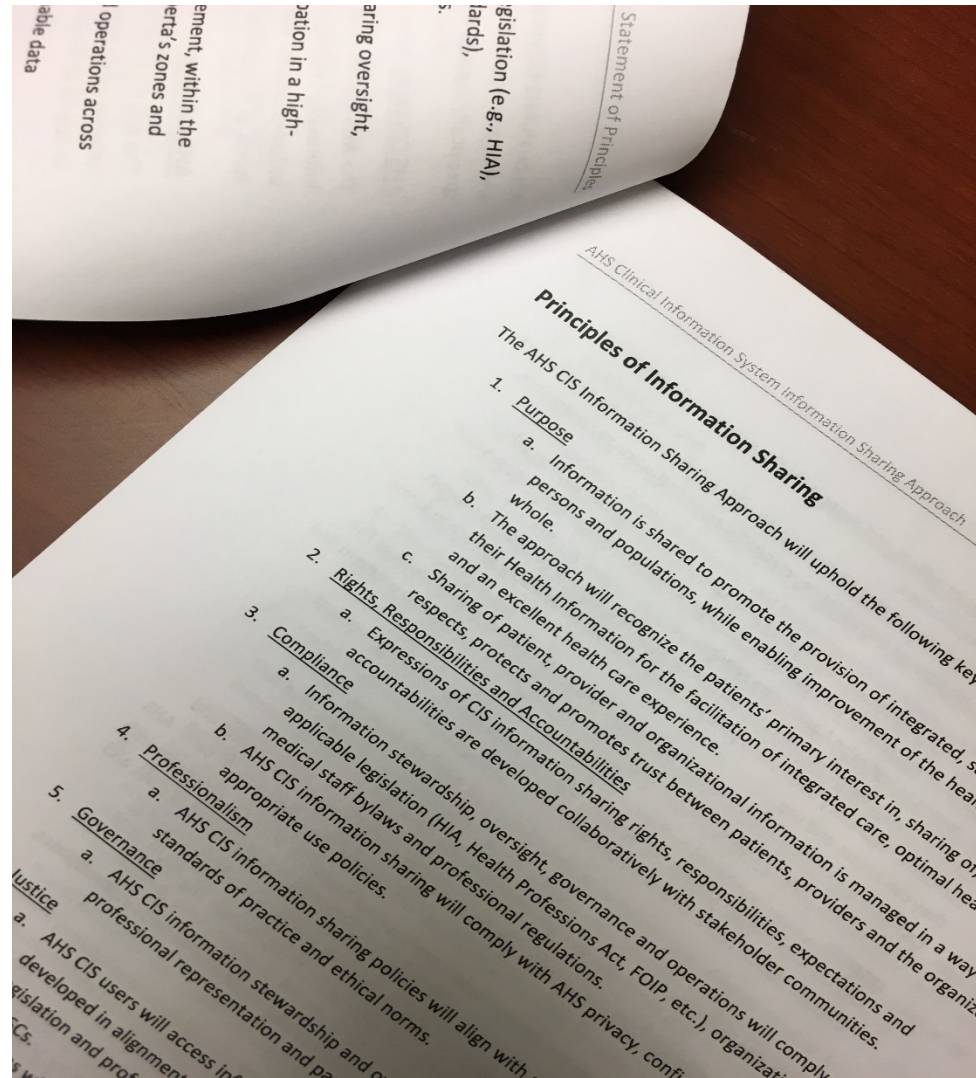 Statement of Principles
gislation (e.g., HIA),
dards),
s.
aring oversight,
pation in a high-
ement, within the
erta's zones and
l operations across
able data
AHS Clinical Information System Information Sharing Approach
Principles of Information Sharing
The AHS CIS Information Sharing Approach will uphold the following key
1. Purpose
a. Information is shared to promote the provision of integrated, s
persons and populations, while enabling improvement of the heal
whole.
b. The approach will recognize the patients' primary interest in, sharing of,
their Health Information for the facilitation of integrated care, optimal hea
and an excellent health care experience.
c. Sharing of patient, provider and organizational information is managed in a way
respects, protects and promotes trust between patients, providers and the organiza
2. Rights, Responsibilities and Accountabilities
a. Expressions of CIS information sharing rights, responsibilities, expectations and
accountabilities are developed collaboratively with stakeholder communities.
3. Compliance
a. Information stewardship, oversight, governance and operations will comply
applicable legislation (HIA, Health Professions Act, FOIP, etc.), organizati
medical staff bylaws and professional regulations.
b. AHS CIS information sharing will comply with AHS privacy, confi
appropriate use policies.
4. Professionalism
a. AHS CIS information sharing policies will align with
standards of practice and ethical norms.
5. Governance
a. AHS CIS information stewardship and o
professional representation and pa
Justice
a. AHS CIS users will access inf
developed in alignment
gislation and prof
CCs.